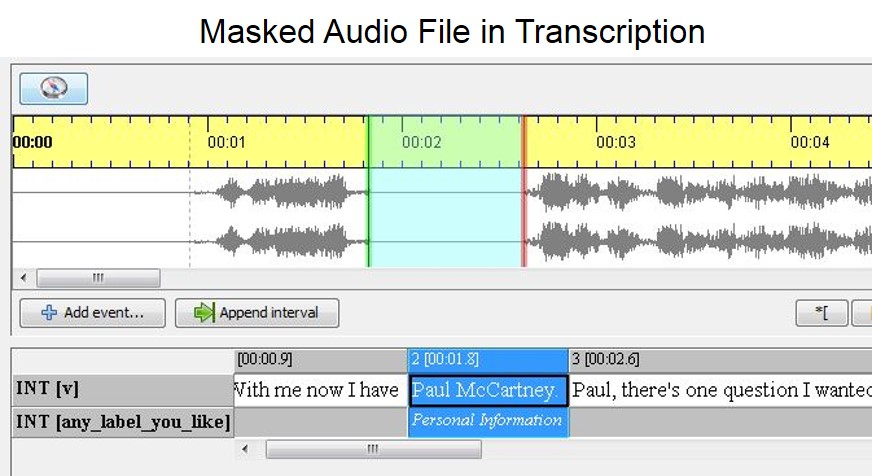 Masked Audio File in Transcription
00:00 00:01 00:02 00:03 00:04
Add event... Append interval *[
[00:00.9] 2 [00:01.8] 3 [00:02.6]
INT [v] With me now I have Paul McCartney. Paul, there's one question I wanted
INT [any_label_you_like] Personal Information